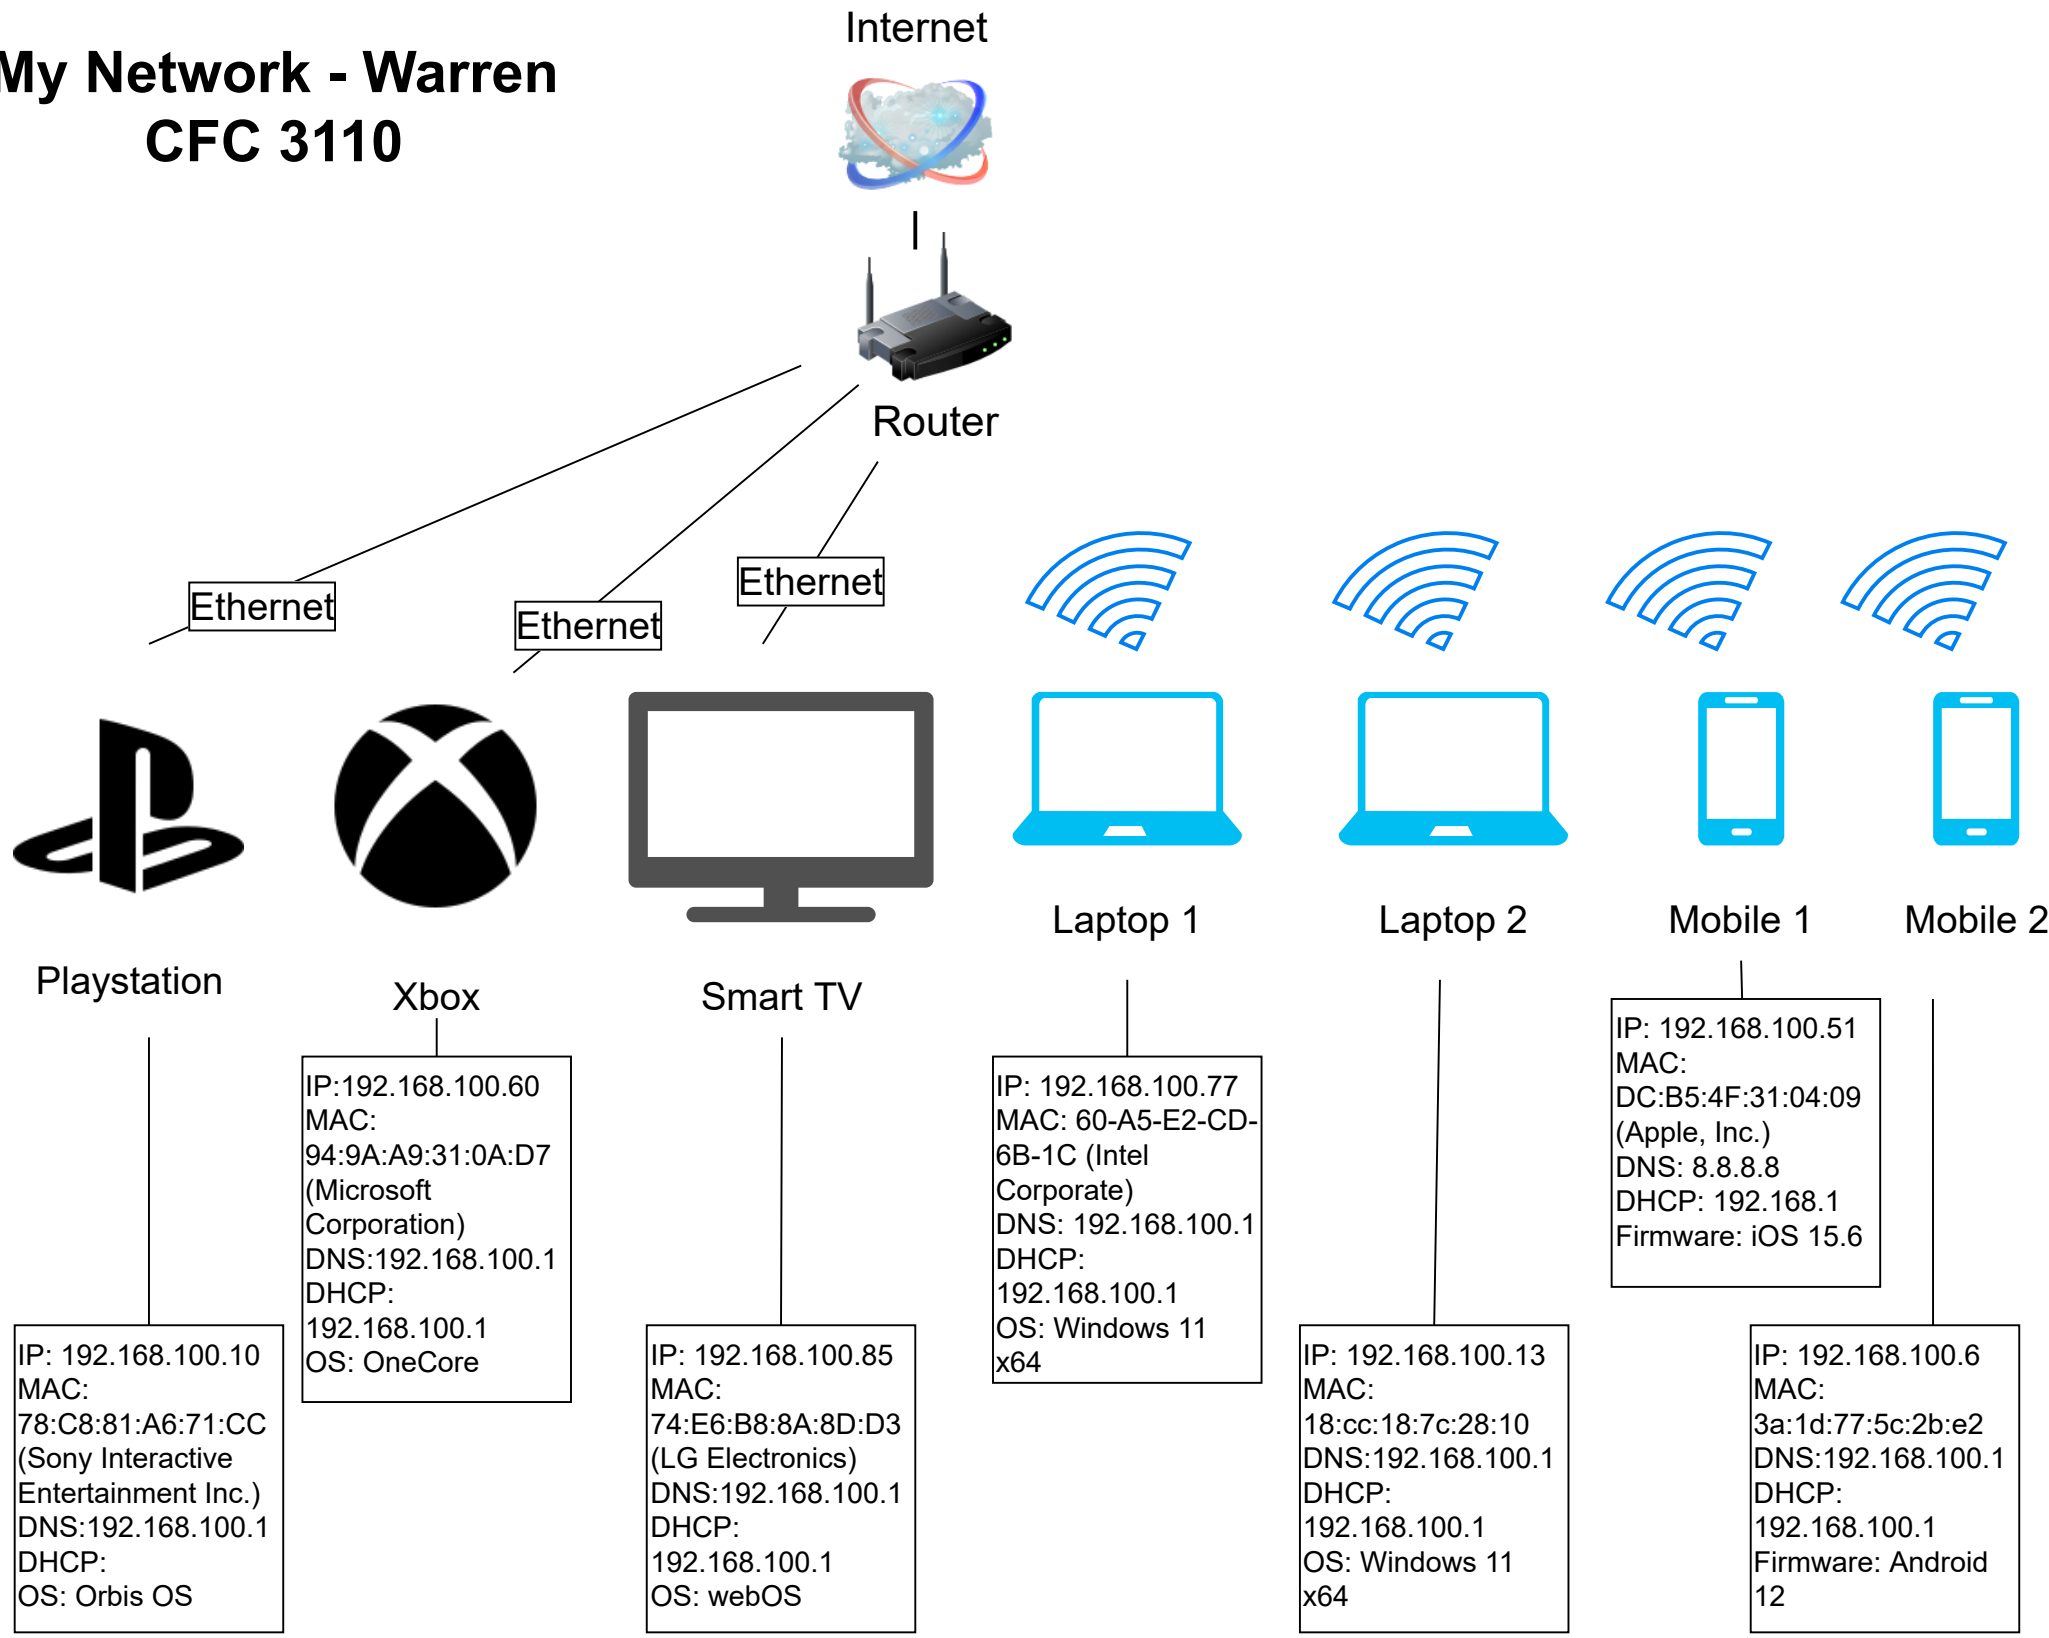 Internet
My Network - Warren
CFC 3110
Router
Ethernet
Ethernet
Ethernet
Playstation
Xbox
Smart TV
Laptop 1
Laptop 2
Mobile 1
Mobile 2
IP: 192.168.100.10
MAC:
78:C8:81:A6:71:CC
(Sony Interactive
Entertainment Inc.)
DNS:192.168.100.1
DHCP:
OS: Orbis OS
IP:192.168.100.60
MAC:
94:9A:A9:31:0A:D7
(Microsoft
Corporation)
DNS:192.168.100.1
DHCP:
192.168.100.1
OS: OneCore
IP: 192.168.100.85
MAC:
74:E6:B8:8A:8D:D3
(LG Electronics)
DNS:192.168.100.1
DHCP:
192.168.100.1
OS: webOS
IP: 192.168.100.77
MAC: 60-A5-E2-CD-
6B-1C (Intel
Corporate)
DNS: 192.168.100.1
DHCP:
192.168.100.1
OS: Windows 11
x64
IP: 192.168.100.13
MAC:
18:cc:18:7c:28:10
DNS:192.168.100.1
DHCP:
192.168.100.1
OS: Windows 11
x64
IP: 192.168.100.51
MAC:
DC:B5:4F:31:04:09
(Apple, Inc.)
DNS: 8.8.8.8
DHCP: 192.168.1
Firmware: iOS 15.6
IP: 192.168.100.6
MAC:
3a:1d:77:5c:2b:e2
DNS:192.168.100.1
DHCP:
192.168.100.1
Firmware: Android
12